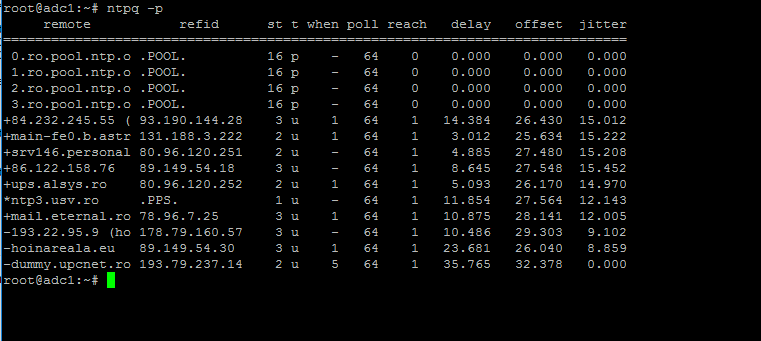 root@adc1:~# ntpq -p
     remote           refid      st t when poll reach   delay   offset  jitter
==============================================================================
 0.ro.pool.ntp.o .POOL.          16 p    -   64    0    0.000    0.000   0.000
 1.ro.pool.ntp.o .POOL.          16 p    -   64    0    0.000    0.000   0.000
 2.ro.pool.ntp.o .POOL.          16 p    -   64    0    0.000    0.000   0.000
 3.ro.pool.ntp.o .POOL.          16 p    -   64    0    0.000    0.000   0.000
+84.232.245.55 ( 93.190.144.28    3 u    1   64    1   14.384   26.430  15.012
+main-fe0.b.astr 131.188.3.222    2 u    1   64    1    3.012   25.634  15.222
+srv146.personal 80.96.120.251    2 u    -   64    1    4.885   27.480  15.208
+86.122.158.76   89.149.54.18     3 u    -   64    1    8.645   27.548  15.452
+ups.alsys.ro    80.96.120.252    2 u    1   64    1    5.093   26.170  14.970
*ntp3.usv.ro     .PPS.            1 u    -   64    1   11.854   27.564  12.143
+mail.eternal.ro 78.96.7.25       3 u    1   64    1   10.875   28.141  12.005
-193.22.95.9 (ho 178.79.160.57    3 u    -   64    1   10.486   29.303   9.102
-hoinareala.eu   89.149.54.30     3 u    1   64    1   23.681   26.040   8.859
-dummy.upcnet.ro 193.79.237.14    2 u    5   64    1   35.765   32.378   0.000
root@adc1:~#